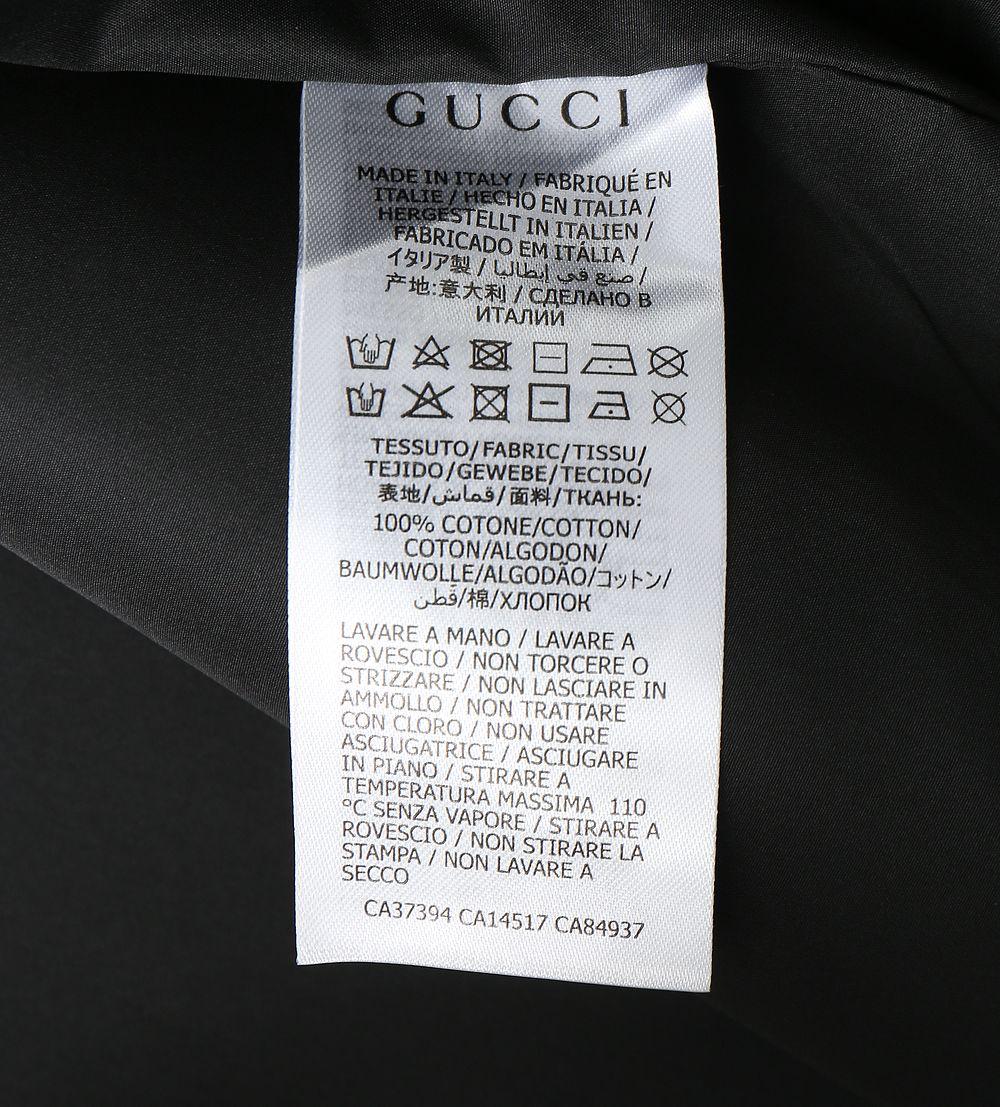 GUCCI
MADE IN ITALY / FABRIQUÉ EN
ITALIE / HECHO EN ITALIA /
HERGESTELLT IN ITALIEN /
FABRICADO EM ITÁLIA /
イタリア製 / صنع في إيطاليا /
产地:意大利 / СДЕЛАНО В
ИТАЛИИ
TESSUTO/FABRIC/TISSU/
TEJIDO/GEWEBE/TECIDO/
表地/قماش/面料/ТКАНЬ:
100% COTONE/COTTON/
COTON/ALGODON/
BAUMWOLLE/ALGODÃO/コットン/
قطن/棉/ХЛОПОК
LAVARE A MANO / LAVARE A
ROVESCIO / NON TORCERE O
STRIZZARE / NON LASCIARE IN
AMMOLLO / NON TRATTARE
CON CLORO / NON USARE
ASCIUGATRICE / ASCIUGARE
IN PIANO / STIRARE A
TEMPERATURA MASSIMA 110
°C SENZA VAPORE / STIRARE A
ROVESCIO / NON STIRARE LA
STAMPA / NON LAVARE A
SECCO
CA37394 CA14517 CA84937